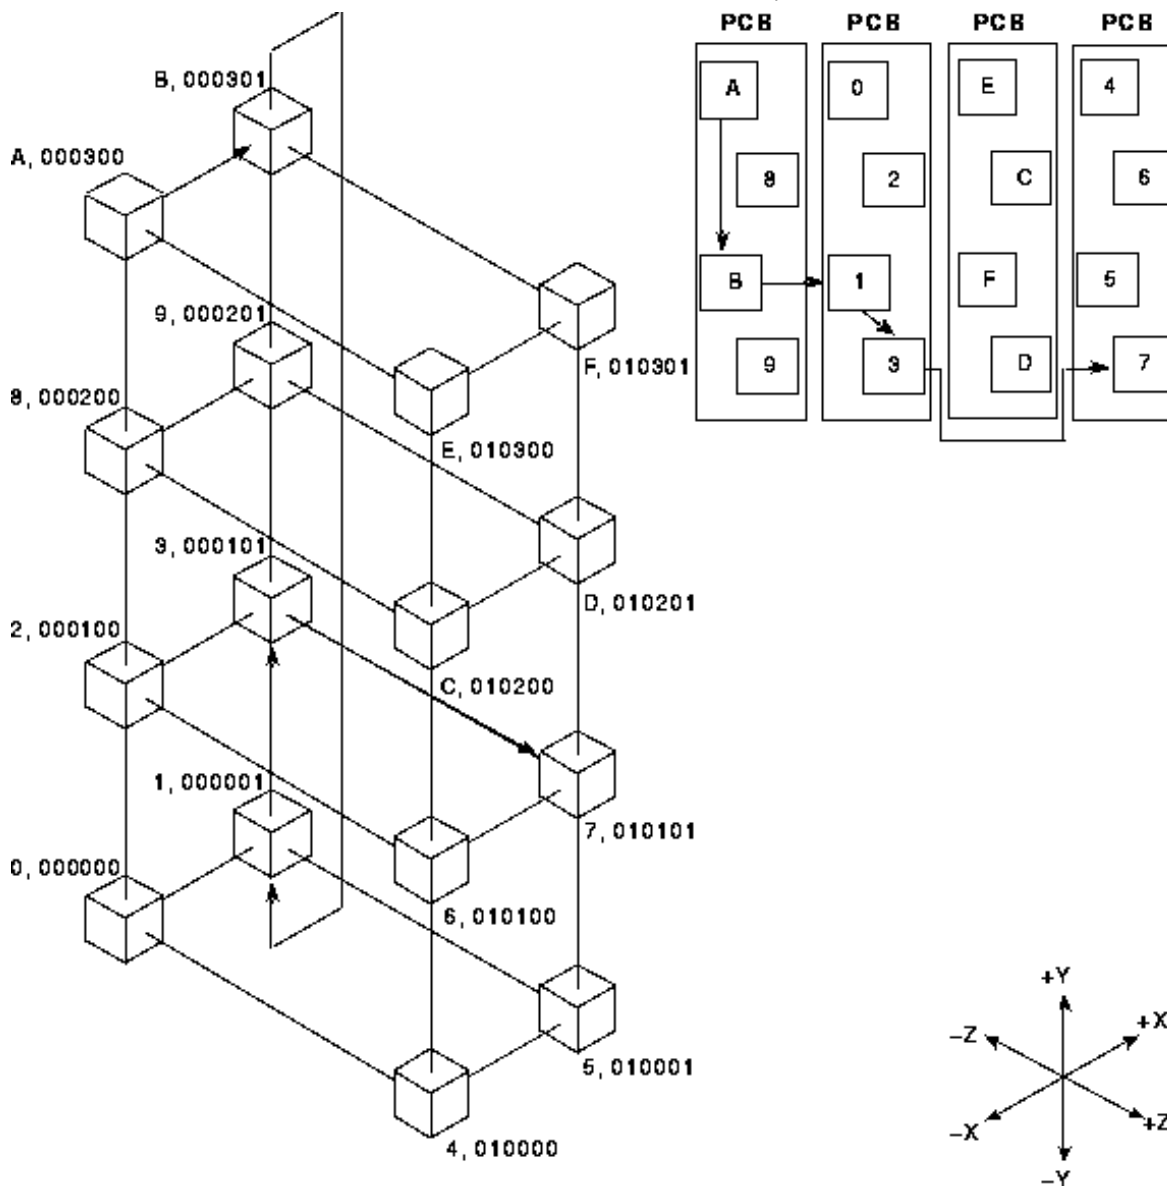 PCB PCB PCB PCB
B, 000301
A 0 E 4
A, 000300
8 2 C 6
B 1 F 5
9, 000201
9 3 D 7
F, 010301
8, 000200
E, 010300
3, 000101
D, 010201
2, 000100
C, 010200
1, 000001
7, 010101
0, 000000
6, 010100
+Y
+X
-Z
5, 010001
-X
+Z
4, 010000
-Y